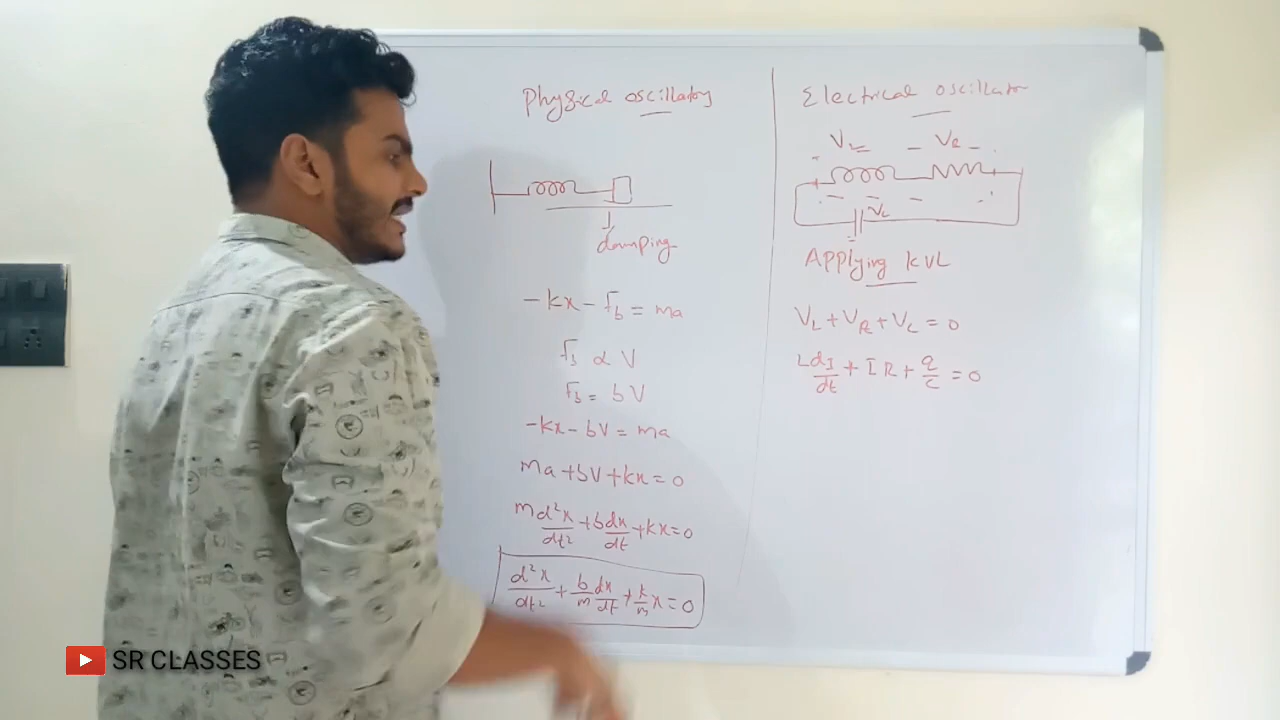 Physical oscillatory
damping
-kx - fb = ma
fb ∝ V
fb = bV
-kx - bV = ma
ma + bV + kx = 0
m d²x/dt² + b dx/dt + kx = 0
d²x/dt² + b/m dx/dt + k/m x = 0
Electrical oscillator
VL VR
Vc
Applying KVL
VL + VR + VC = 0
L dI/dt + IR + q/c = 0
SR CLASSES